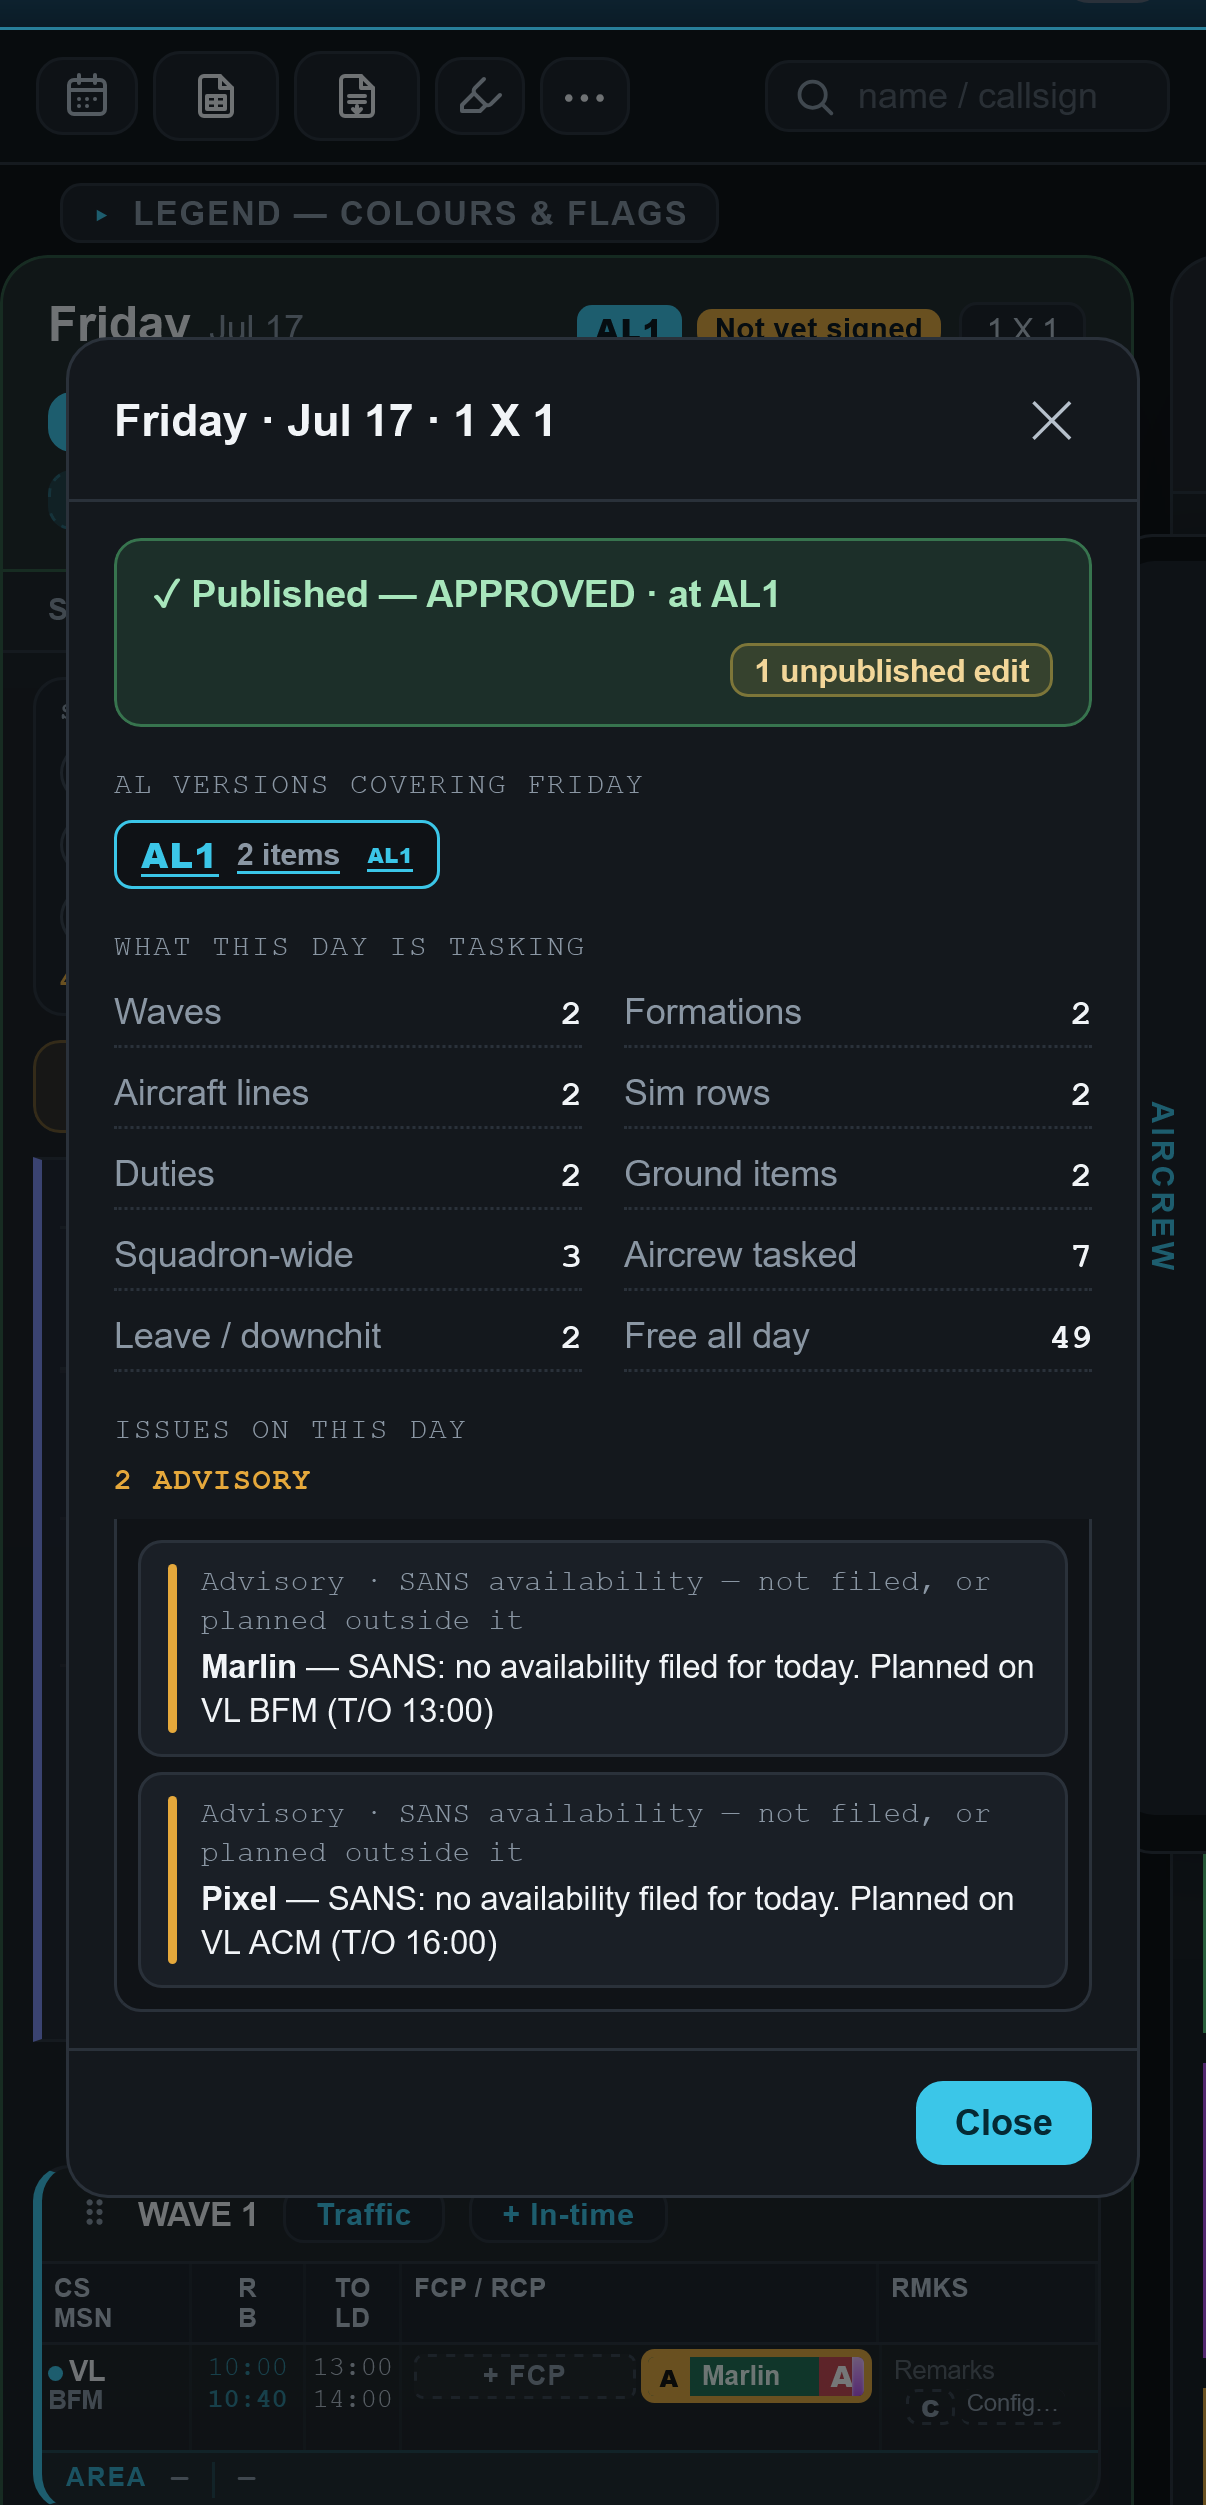 name / callsign
LEGEND — COLOURS & FLAGS
Friday Jul 17 AL1 Not yet signed 1 X 1
Friday · Jul 17 · 1 X 1
✓ Published — APPROVED · at AL1
1 unpublished edit
AL VERSIONS COVERING FRIDAY
AL1 2 items AL1
WHAT THIS DAY IS TASKING
Waves 2 Formations 2
Aircraft lines 2 Sim rows 2
Duties 2 Ground items 2
Squadron-wide 3 Aircrew tasked 7
Leave / downchit 2 Free all day 49
AIRCREW
ISSUES ON THIS DAY
2 ADVISORY
Advisory · SANS availability — not filed, or
planned outside it
Marlin — SANS: no availability filed for today. Planned on
VL BFM (T/O 13:00)
Advisory · SANS availability — not filed, or
planned outside it
Pixel — SANS: no availability filed for today. Planned on
VL ACM (T/O 16:00)
Close
WAVE 1 Traffic + In-time
CS R TO FCP / RCP RMKS
MSN B LD
VL 10:00 13:00 + FCP A Marlin A Remarks
BFM 10:40 14:00 C Config…
AREA — —